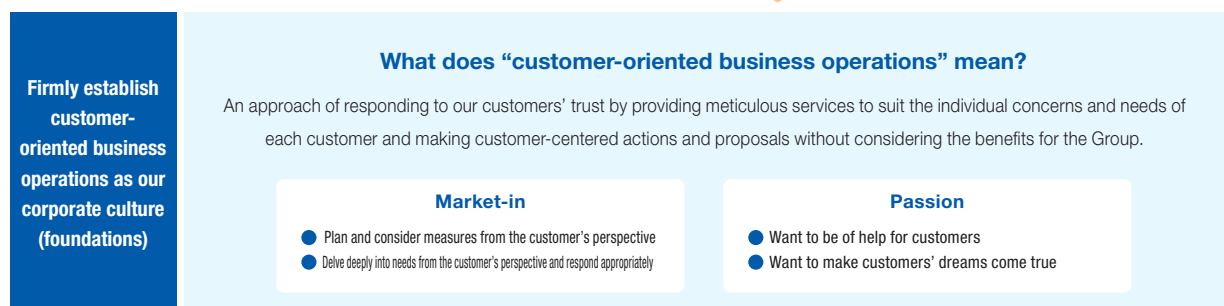 Firmly establish
customer-
oriented business
operations as our
corporate culture
(foundations)
What does “customer-oriented business operations” mean?
An approach of responding to our customers’ trust by providing meticulous services to suit the individual concerns and needs of
each customer and making customer-centered actions and proposals without considering the benefits for the Group.
Market-in
● Plan and consider measures from the customer’s perspective
● Delve deeply into needs from the customer’s perspective and respond appropriately
Passion
● Want to be of help for customers
● Want to make customers’ dreams come true